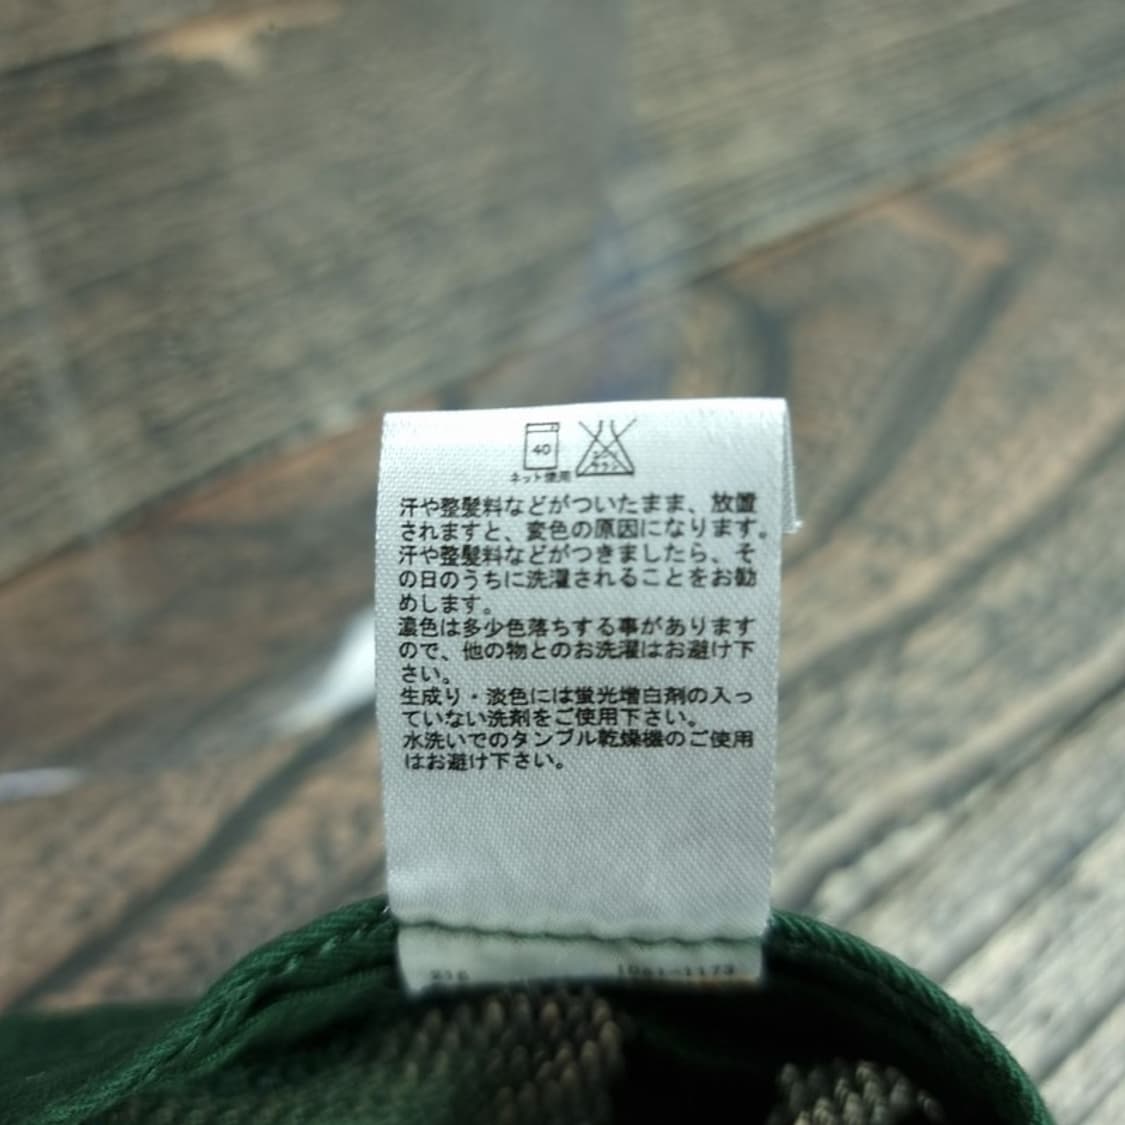 40
ネット使用
エンソ
サラシ
汗や整髪料などがついたまま、放置
されますと、変色の原因になります。
汗や整髪料などがつきましたら、そ
の日のうちに洗濯されることをお勧
めします。
濃色は多少色落ちする事があります
ので、他の物とのお洗濯はお避け下
さい。
生成り・淡色には蛍光増白剤の入っ
ていない洗剤をご使用下さい。
水洗いでのタンブル乾燥機のご使用
はお避け下さい。